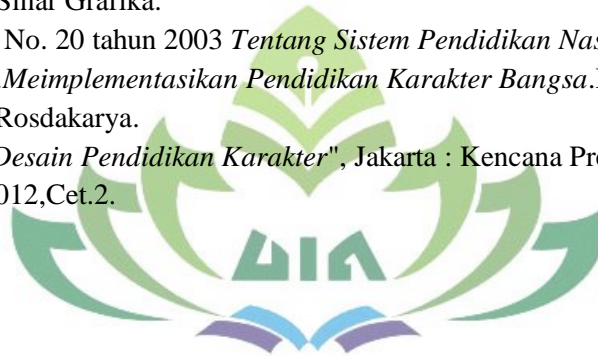 Sinar Grafika.
No. 20 tahun 2003 Tentang Sistem Pendidikan Nas
.Meimplementasikan Pendidikan Karakter Bangsa.
Rosdakarya.
Desain Pendidikan Karakter", Jakarta : Kencana Pre
012,Cet.2.
UIN